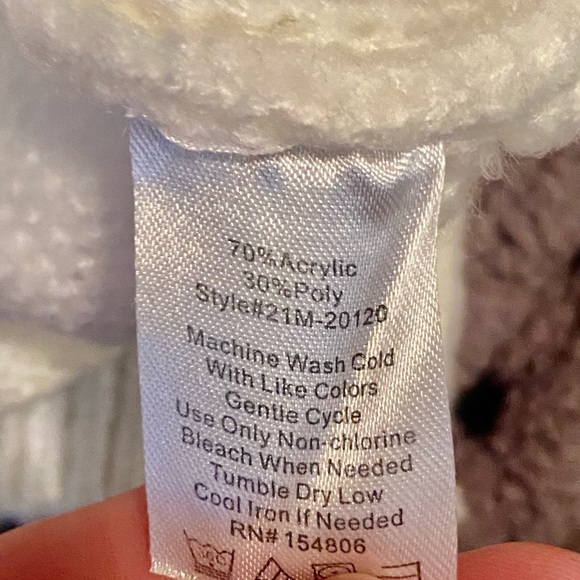 70%Acrylic
30%Poly
Style#21M-20120
Machine Wash Cold
With Like Colors
Gentle Cycle
Use Only Non-chlorine
Bleach When Needed
Tumble Dry Low
Cool Iron If Needed
RN# 154806